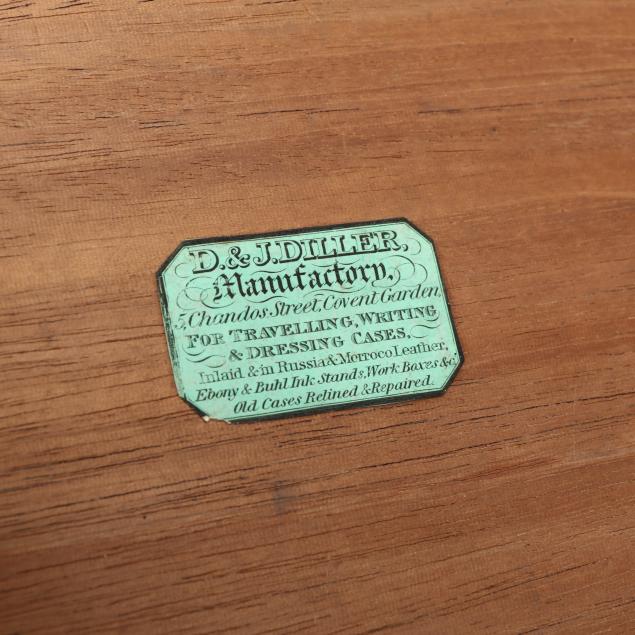 D. & J. DILLER,
Manufactory,
5, Chandos Street, Covent Garden,
FOR TRAVELLING, WRITING
& DRESSING CASES,
Inlaid & in Russia & Morroco Leather,
Ebony & Buhl Ink Stands, Work Boxes &c.
Old Cases Relined & Repaired.